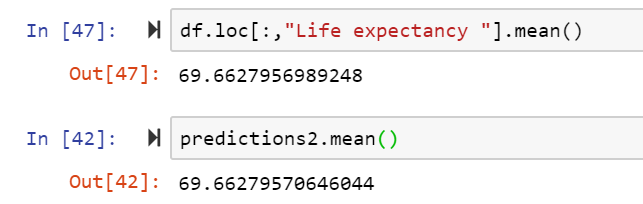 In [47]: df.loc[:,"Life expectancy "].mean()
Out[47]: 69.6627956989248
In [42]: predictions2.mean()
Out[42]: 69.66279570646044